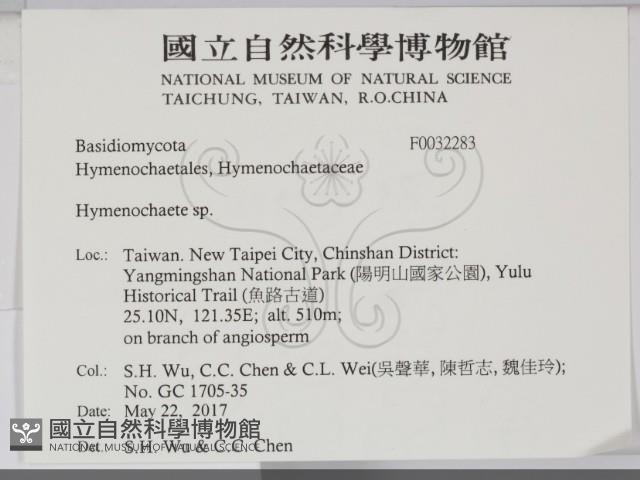 國立自然科學博物館
NATIONAL MUSEUM OF NATURAL SCIENCE
TAICHUNG, TAIWAN, R.O.CHINA
Basidiomycota F0032283
Hymenochaetales, Hymenochaetaceae
Hymenochaete sp.
Loc.: Taiwan. New Taipei City, Chinshan District:
Yangmingshan National Park (陽明山國家公園), Yulu
Historical Trail (魚路古道)
25.10N, 121.35E; alt. 510m;
on branch of angiosperm
Col.: S.H. Wu, C.C. Chen & C.L. Wei(吳聲華, 陳哲志, 魏佳玲);
No. GC 1705-35
Date: May 22, 2017
國立自然科學博物館
NATIONAL MUSEUM OF NATURAL SCIENCE
Det. S.H. Wu & C.C. Chen